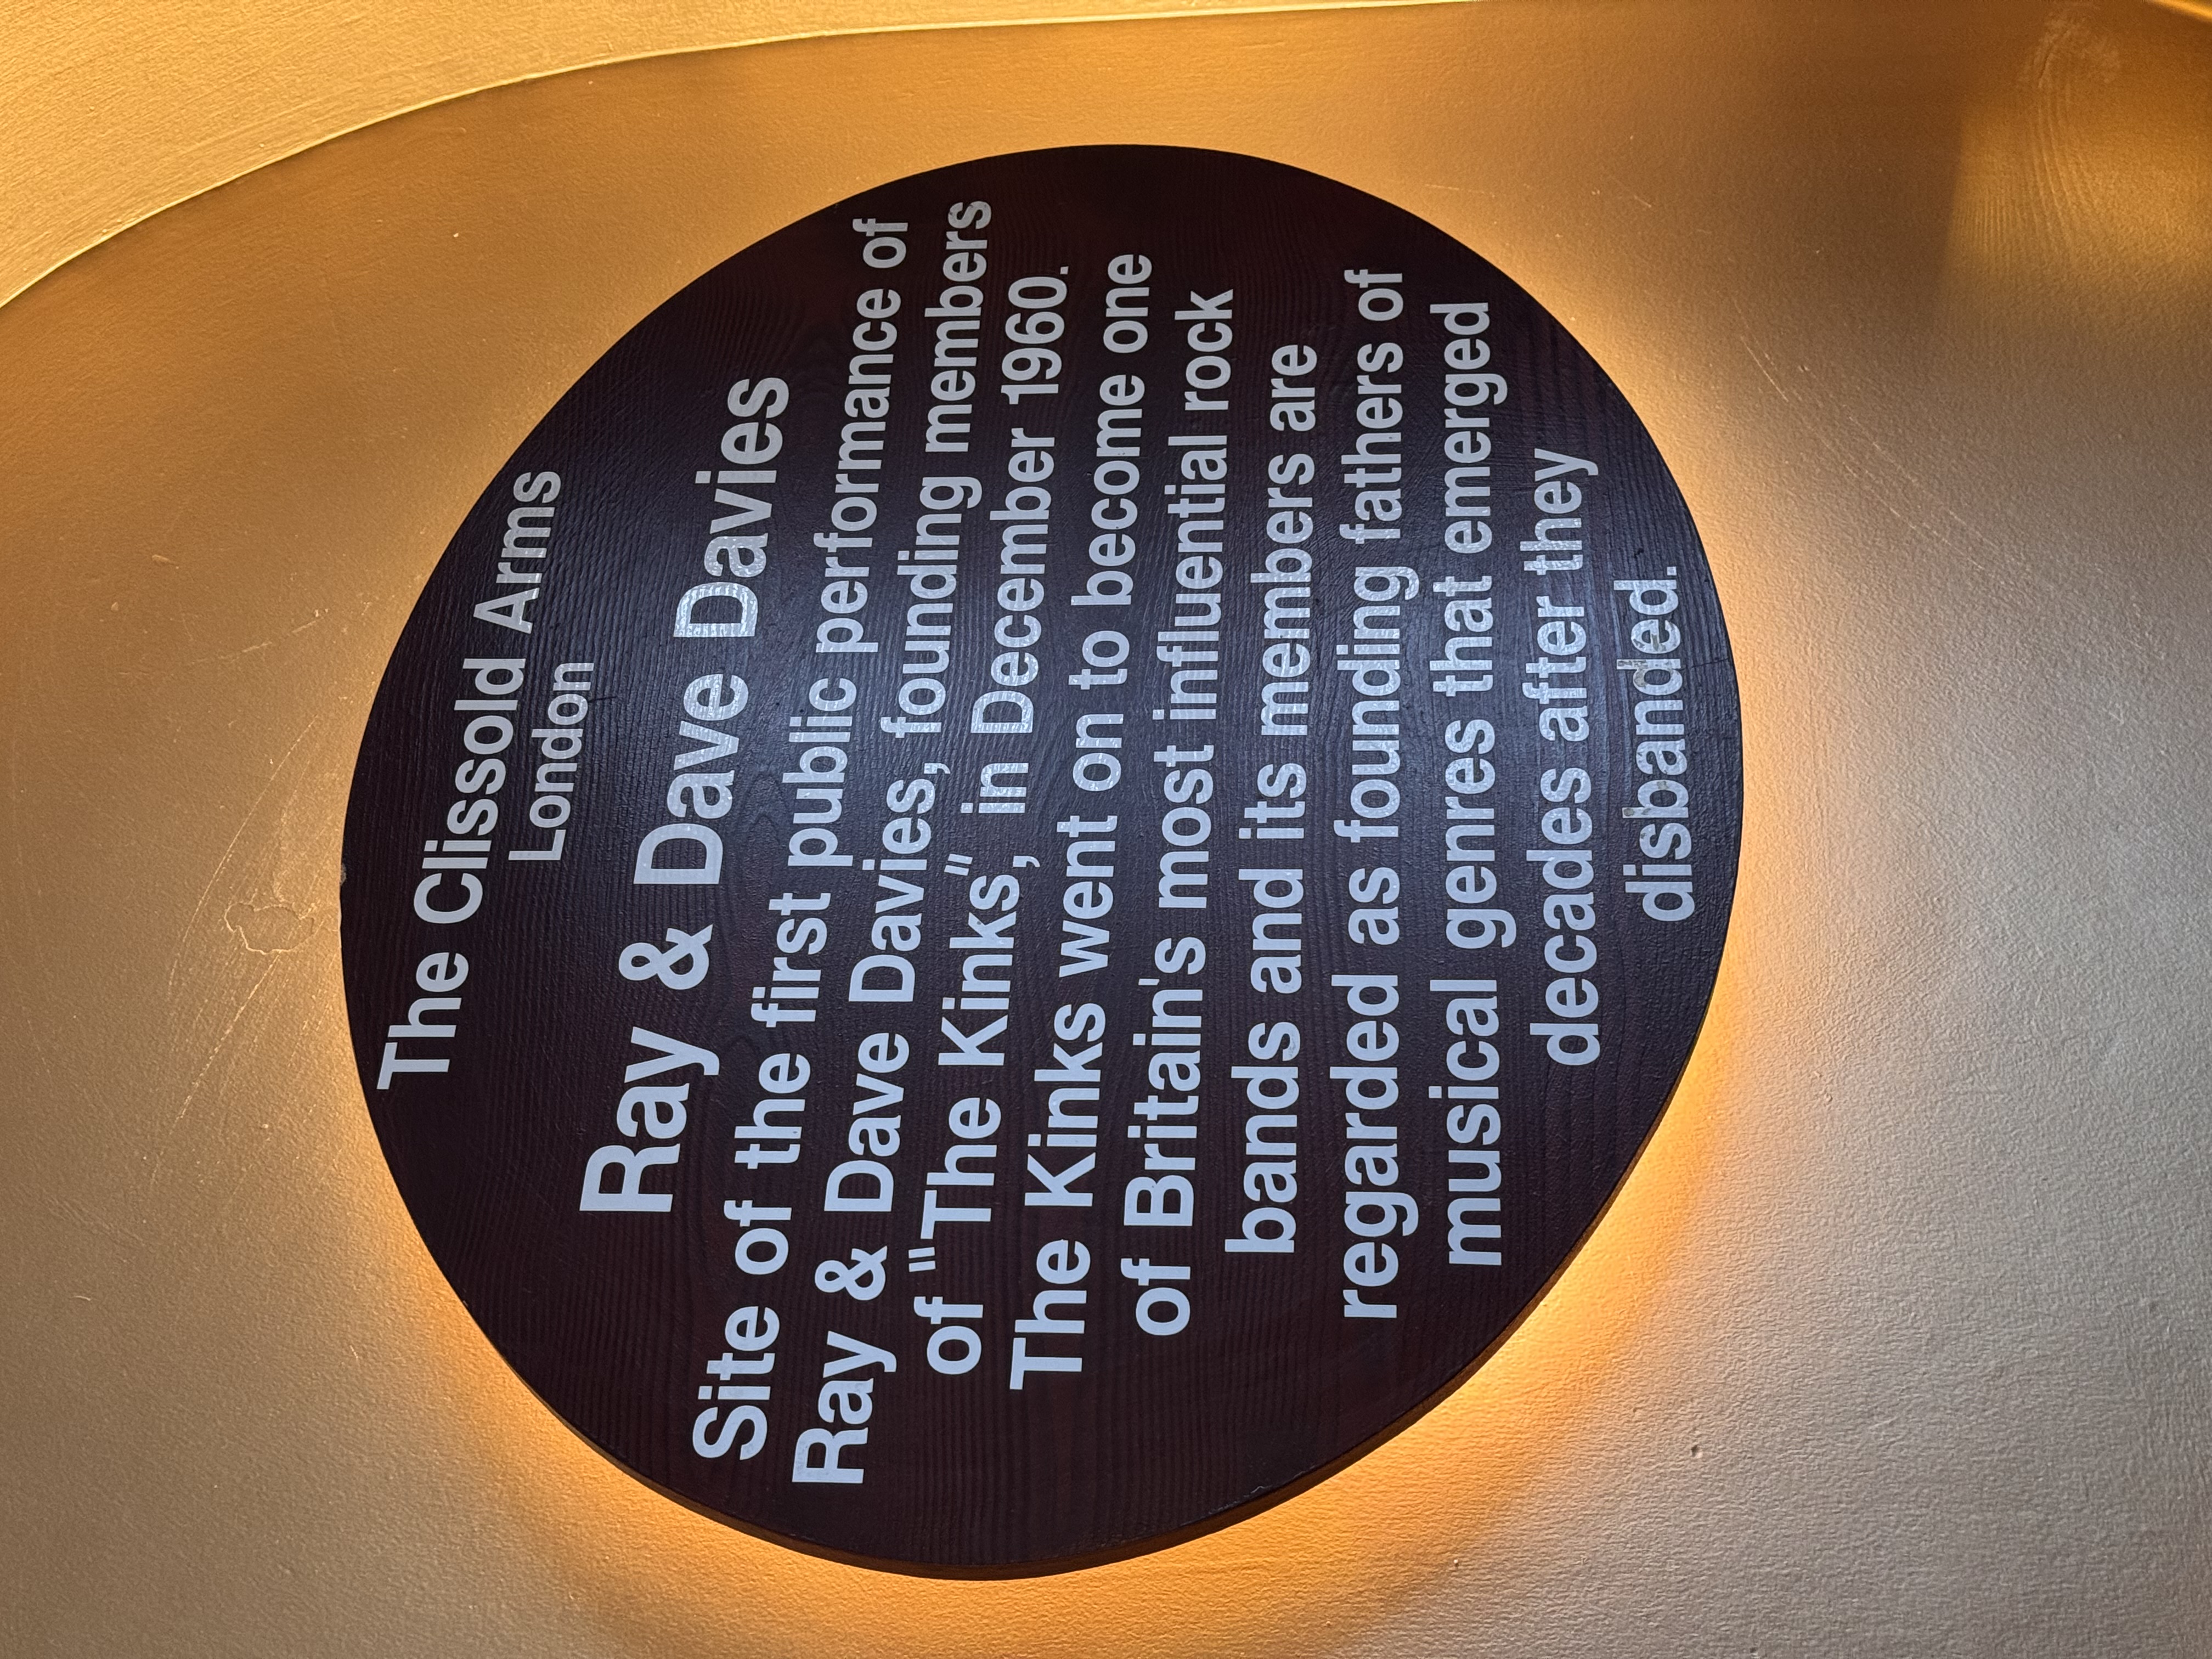 The Clissold Arms
London
Ray & Dave Davies
Site of the first public performance of
Ray & Dave Davies, founding members
of "The Kinks", in December 1960.
The Kinks went on to become one
of Britain's most influential rock
bands and its members are
regarded as founding fathers of
musical genres that emerged
decades after they
disbanded.